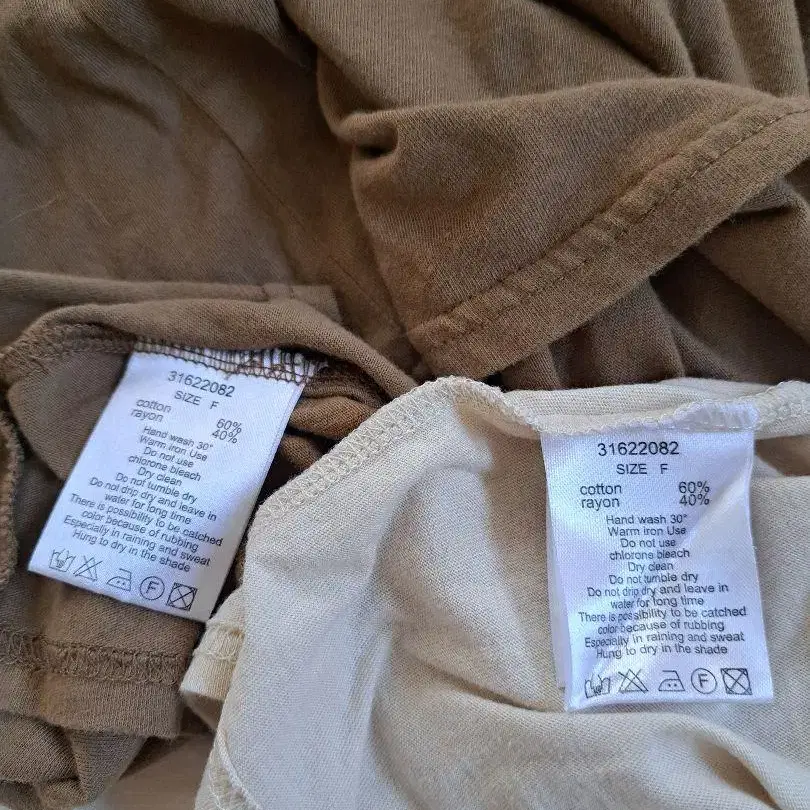 31622082
SIZE F
cotton 60%
rayon 40%
Hand wash 30°
Warm iron Use
Do not use
chlorone bleach
Dry clean
Do not tumble dry
Do not drip dry and leave in
water for long time
There is possibility to be catched
color because of rubbing
Especially in raining and sweat
Hung to dry in the shade
F
31622082
SIZE F
cotton 60%
rayon 40%
Hand wash 30°
Warm iron Use
Do not use
chlorone bleach
Dry clean
Do not tumble dry
Do not drip dry and leave in
water for long time
There is possibility to be catched
color because of rubbing
Especially in raining and sweat
Hung to dry in the shade
F